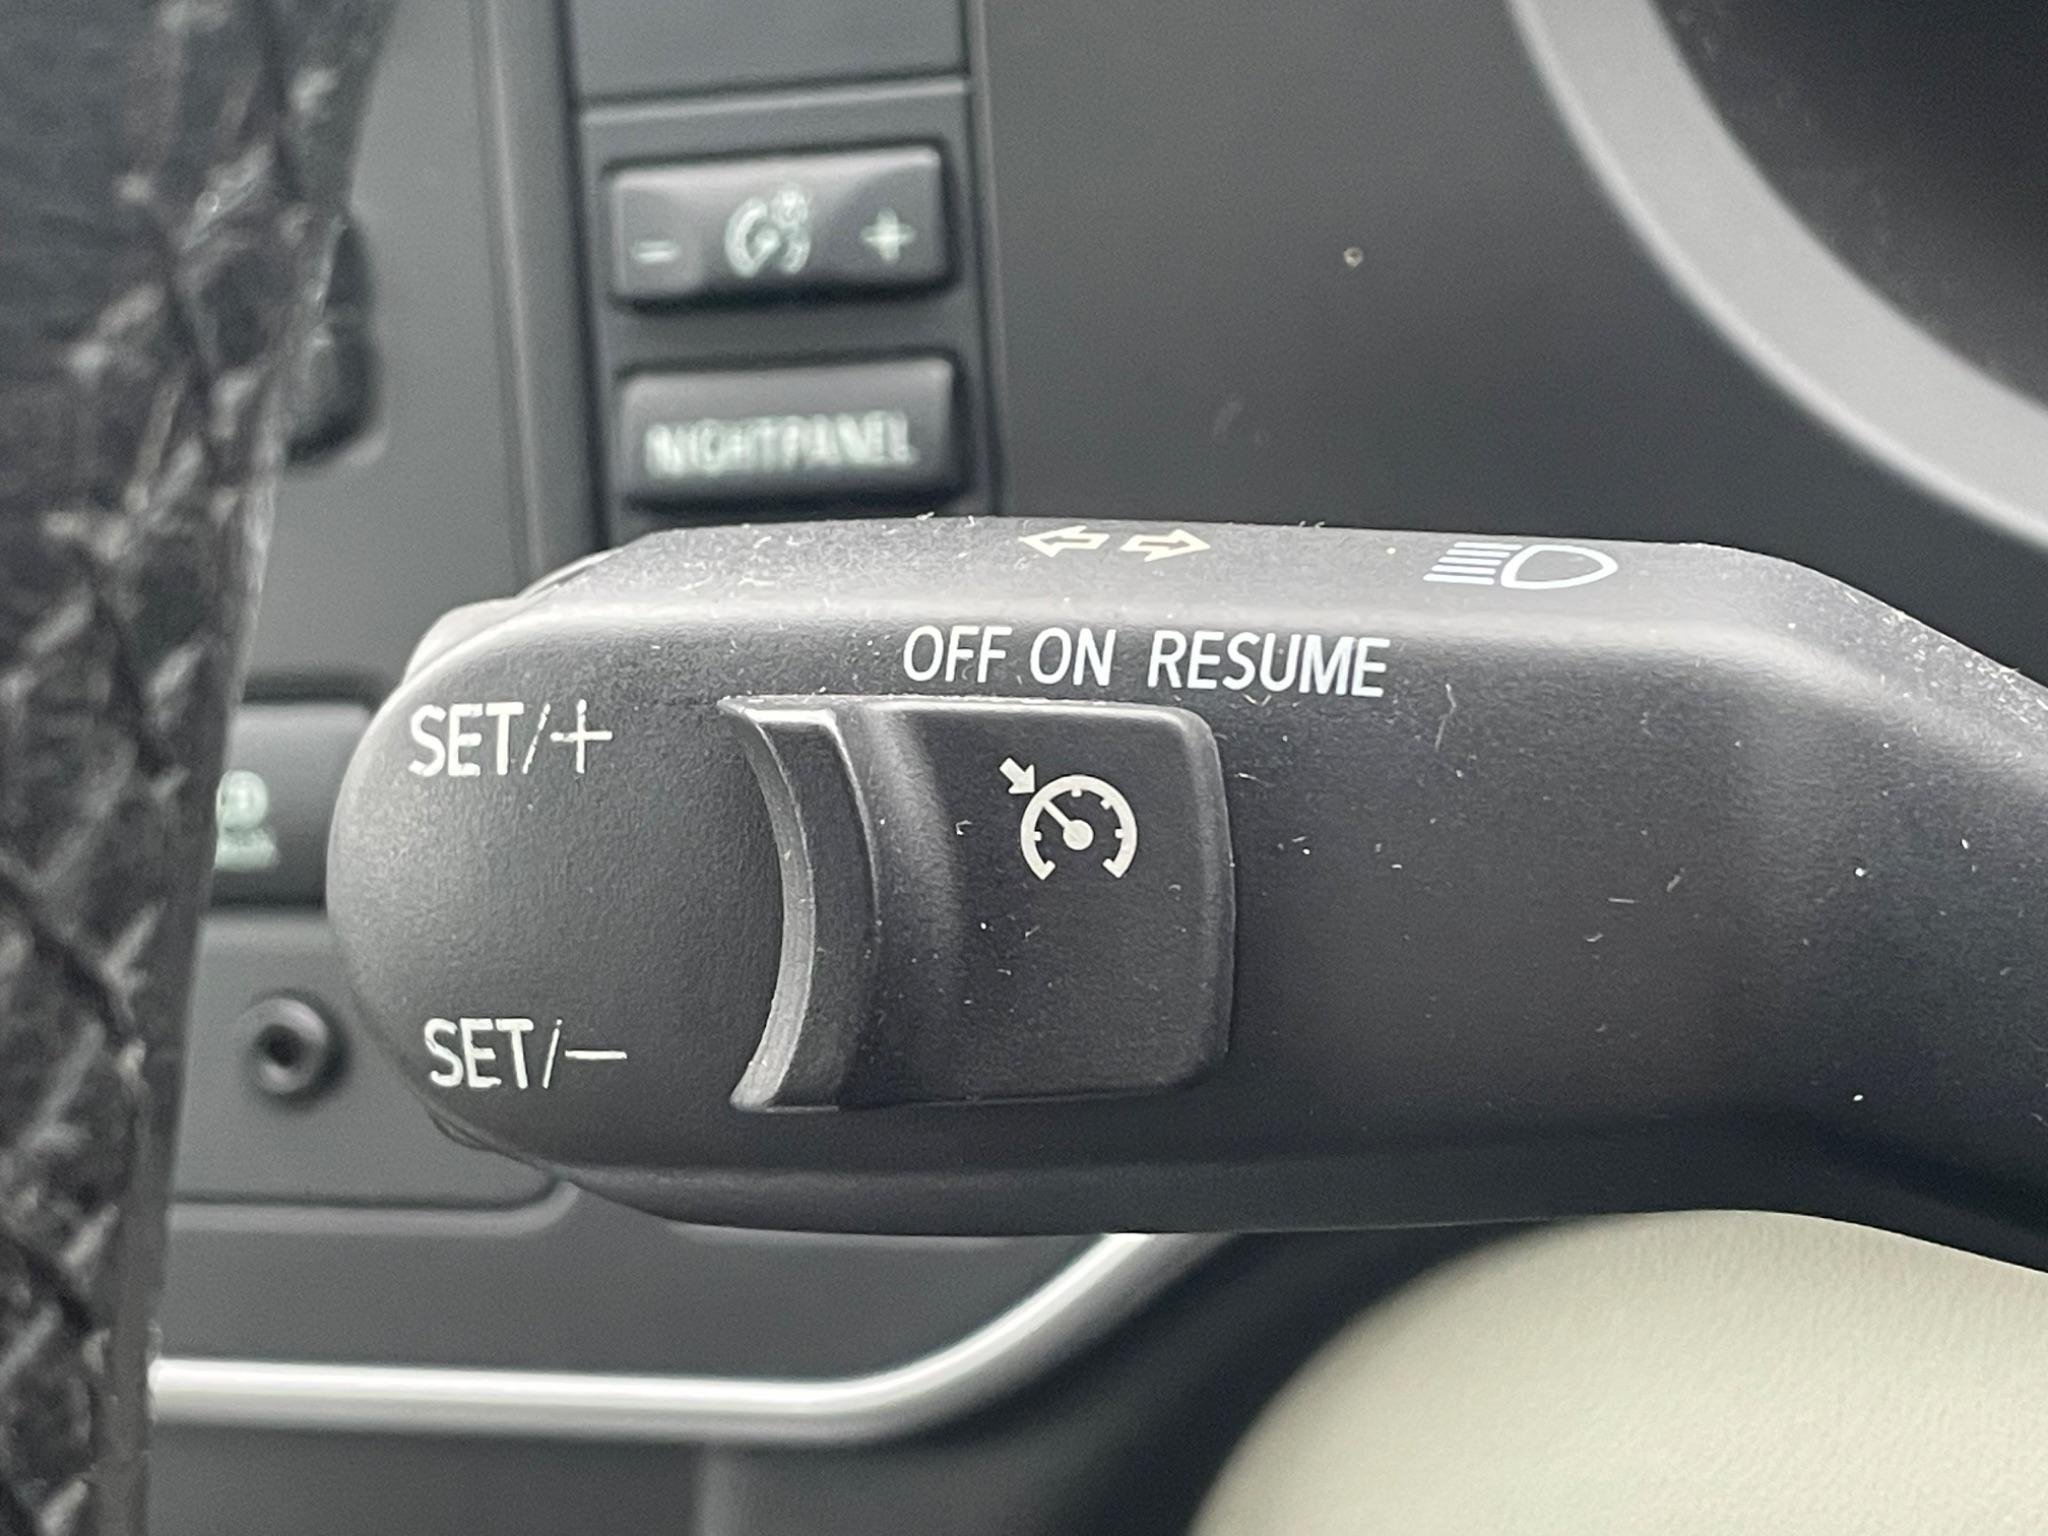 - +
NIGHTPANEL
OFF ON RESUME
SET/+
SET/−